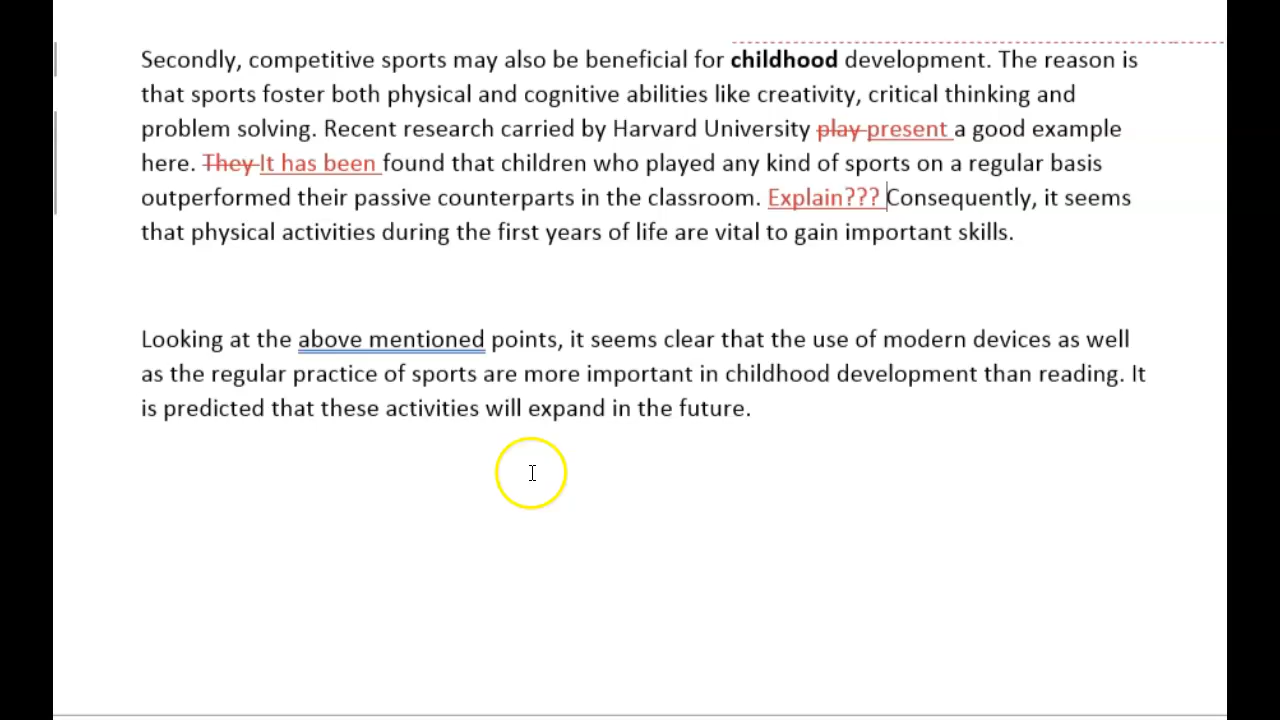 Secondly, competitive sports may also be beneficial for childhood development. The reason is
that sports foster both physical and cognitive abilities like creativity, critical thinking and
problem solving. Recent research carried by Harvard University play present a good example
here. They It has been found that children who played any kind of sports on a regular basis
outperformed their passive counterparts in the classroom. Explain??? Consequently, it seems
that physical activities during the first years of life are vital to gain important skills.
Looking at the above mentioned points, it seems clear that the use of modern devices as well
as the regular practice of sports are more important in childhood development than reading. It
is predicted that these activities will expand in the future.